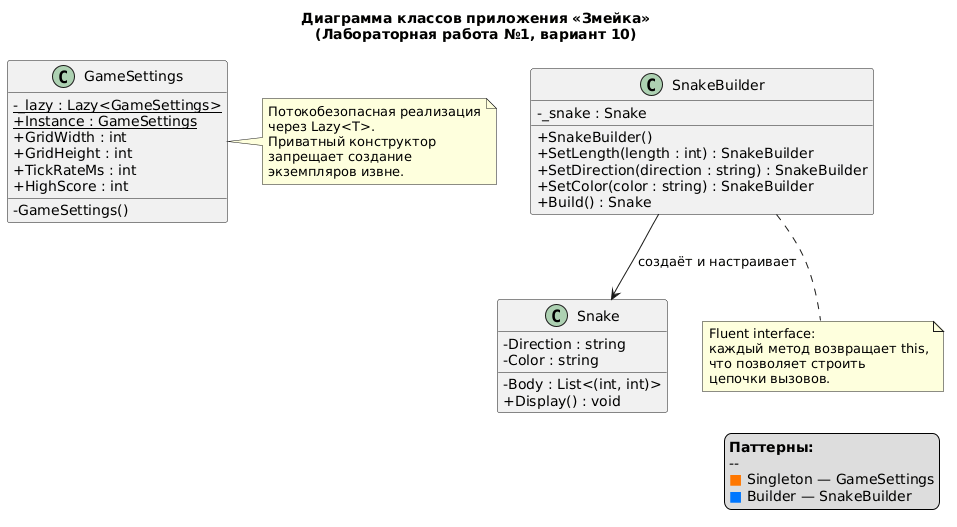 Диаграмма классов приложения «Змейка»
(Лабораторная работа №1, вариант 10)
C GameSettings
-_lazy : Lazy<GameSettings>
+Instance : GameSettings
+GridWidth : int
+GridHeight : int
+TickRateMs : int
+HighScore : int
-GameSettings()
Потокобезопасная реализация
через Lazy<T>.
Приватный конструктор
запрещает создание
экземпляров извне.
C SnakeBuilder
-_snake : Snake
+SnakeBuilder()
+SetLength(length : int) : SnakeBuilder
+SetDirection(direction : string) : SnakeBuilder
+SetColor(color : string) : SnakeBuilder
+Build() : Snake
создаёт и настраивает
C Snake
-Direction : string
-Color : string
-Body : List<(int, int)>
+Display() : void
Fluent interface:
каждый метод возвращает this,
что позволяет строить
цепочки вызовов.
Паттерны:
--
■ Singleton — GameSettings
■ Builder — SnakeBuilder